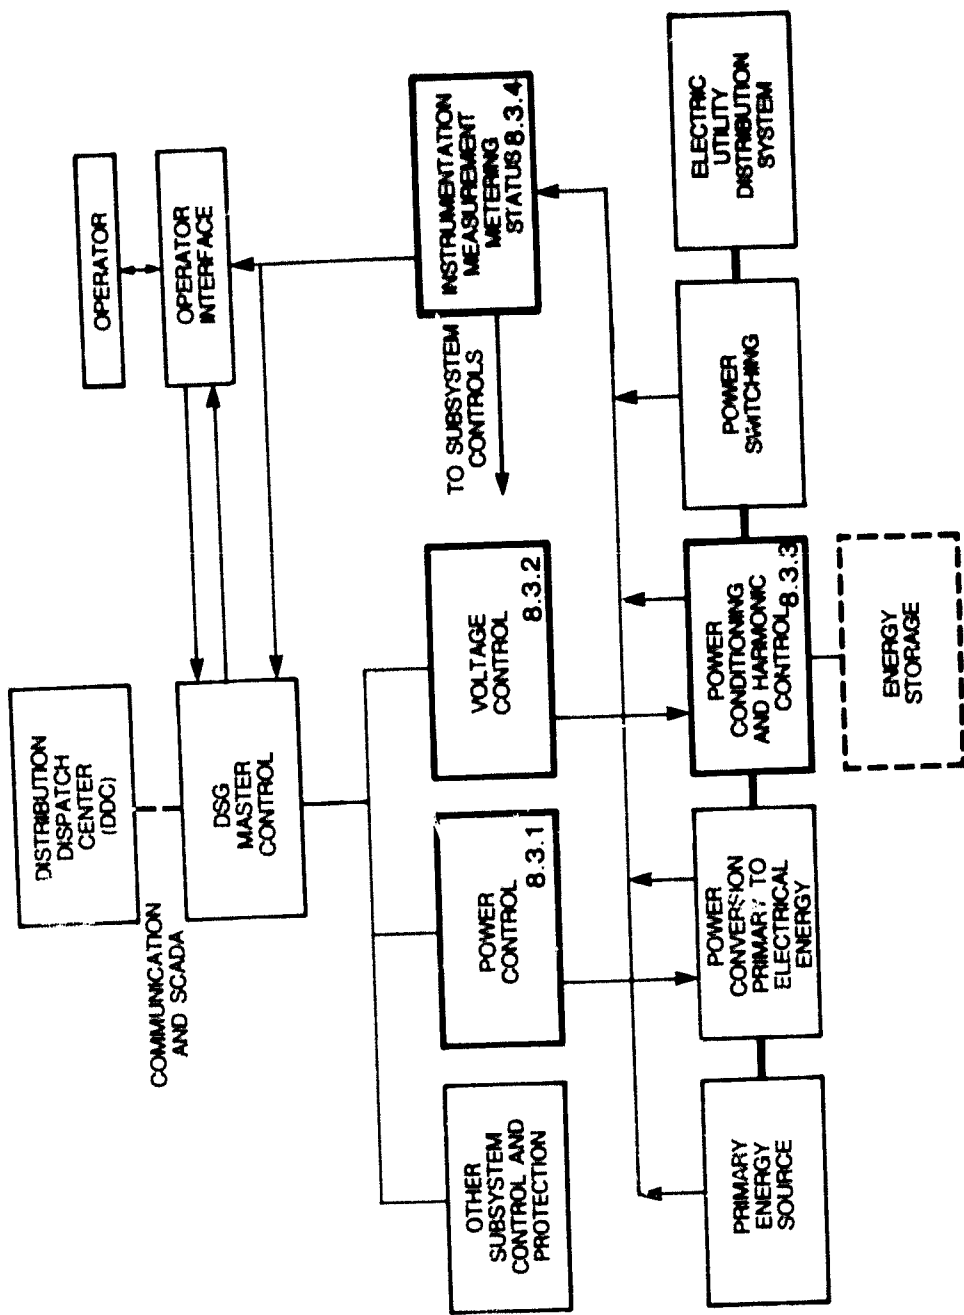 DISTRIBUTION
DISPATCH
CENTER
(DDC)
OPERATOR
COMMUNICATION
AND SCADA
DSG
MASTER
CONTROL
OPERATOR
INTERFACE
OTHER
SUBSYSTEM
CONTROL AND
PROTECTION
POWER
CONTROL
8.3.1
VOLTAGE
CONTROL
8.3.2
TO SUBSYSTEM
CONTROLS
INSTRUMENTATION
MEASUREMENT
METERING
STATUS 8.3.4
PRIMARY
ENERGY
SOURCE
POWER
CONVERSION
PRIMARY TO
ELECTRICAL
ENERGY
POWER
CONDITIONING
AND HARMONIC
CONTROL 8.3.3
POWER
SWITCHING
ELECTRIC
UTILITY
DISTRIBUTION
SYSTEM
ENERGY
STORAGE